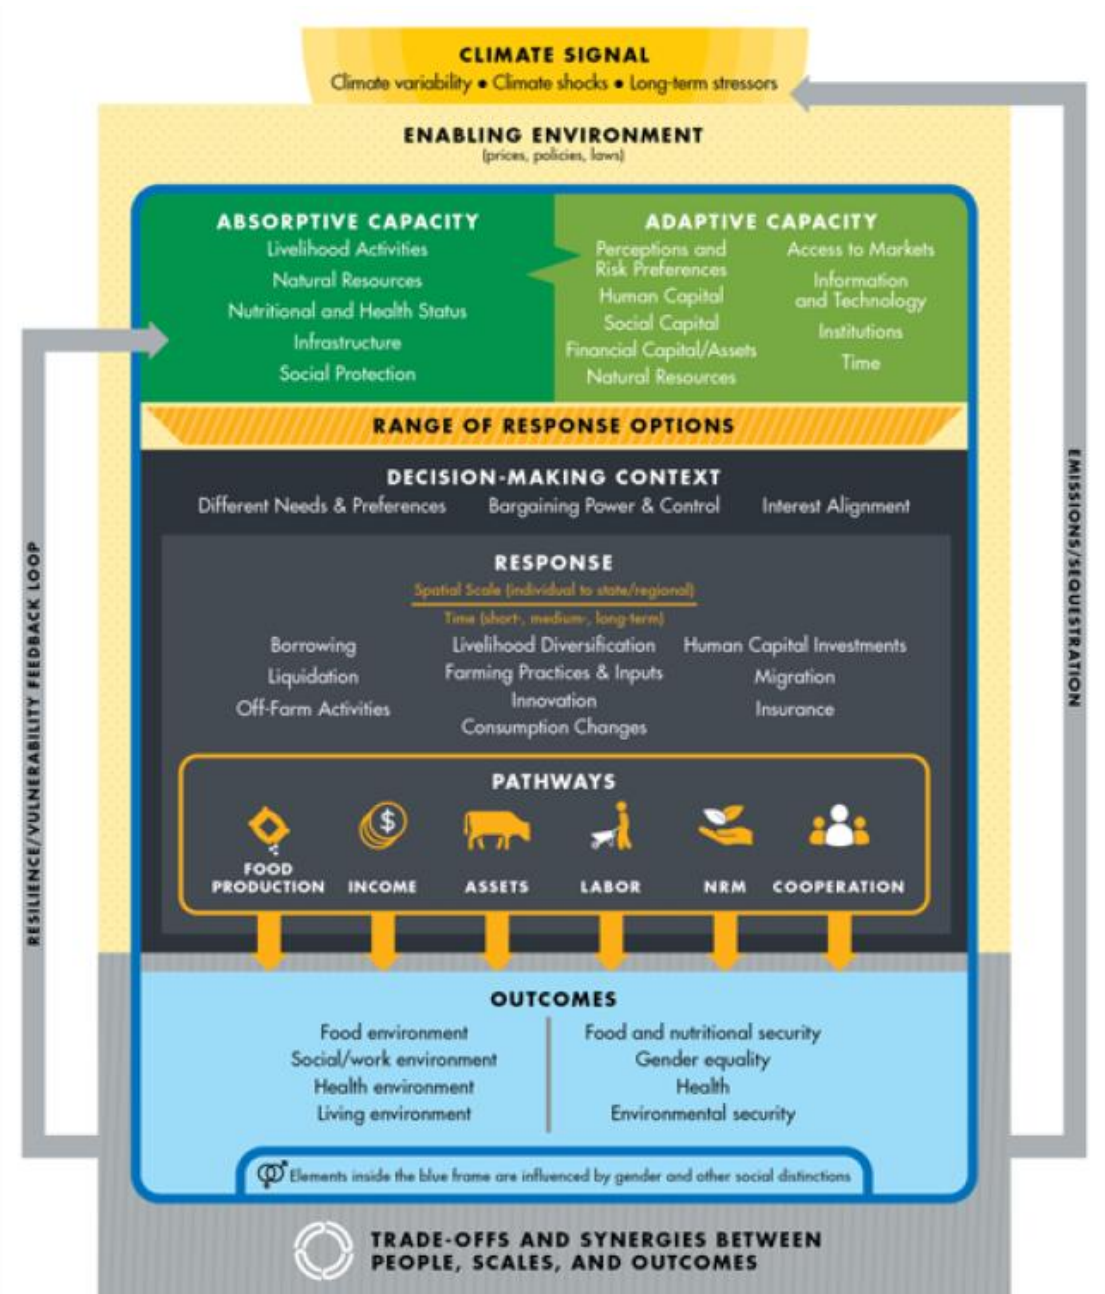 CLIMATE SIGNAL
Climate variability ● Climate shocks ● Long-term stressors
ENABLING ENVIRONMENT
(prices, policies, laws)
ABSORPTIVE CAPACITY
Livelihood Activities
Natural Resources
Nutritional and Health Status
Infrastructure
Social Protection
ADAPTIVE CAPACITY
Perceptions and
Risk Preferences
Human Capital
Social Capital
Financial Capital/Assets
Natural Resources
Access to Markets
Information
and Technology
Institutions
Time
RANGE OF RESPONSE OPTIONS
DECISION-MAKING CONTEXT
Different Needs & Preferences
Bargaining Power & Control
Interest Alignment
RESPONSE
Spatial Scale (individual to state/regional)
Time (short-, medium-, long-term)
Borrowing
Liquidation
Off-Farm Activities
Livelihood Diversification
Farming Practices & Inputs
Innovation
Consumption Changes
Human Capital Investments
Migration
Insurance
PATHWAYS
$
FOOD
PRODUCTION
INCOME
ASSETS
LABOR
NRM
COOPERATION
OUTCOMES
Food environment
Social/work environment
Health environment
Living environment
Food and nutritional security
Gender equality
Health
Environmental security
Elements inside the blue frame are influenced by gender and other social distinctions
TRADE-OFFS AND SYNERGIES BETWEEN
PEOPLE, SCALES, AND OUTCOMES
RESILIENCE/VULNERABILITY FEEDBACK LOOP
EMISSIONS/SEQUESTRATION